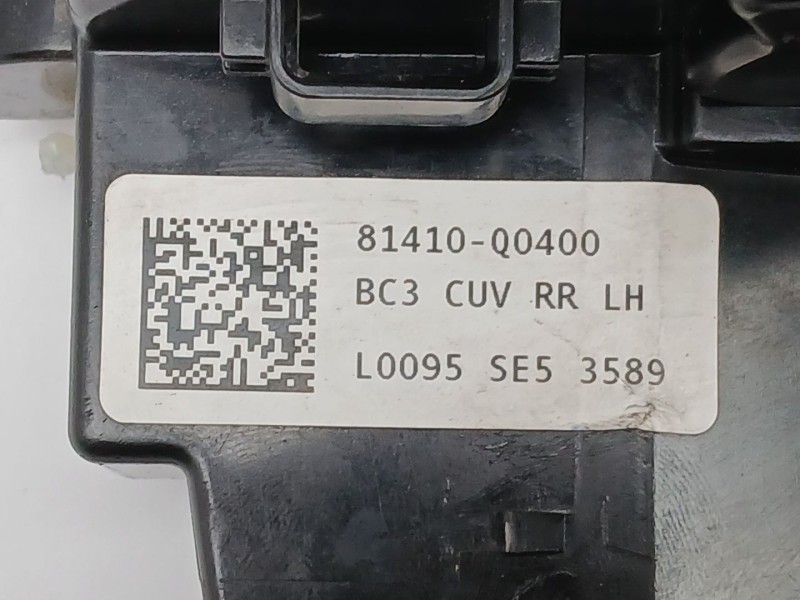 81410-Q0400
BC3 CUV RR LH
L0095 SE5 3589